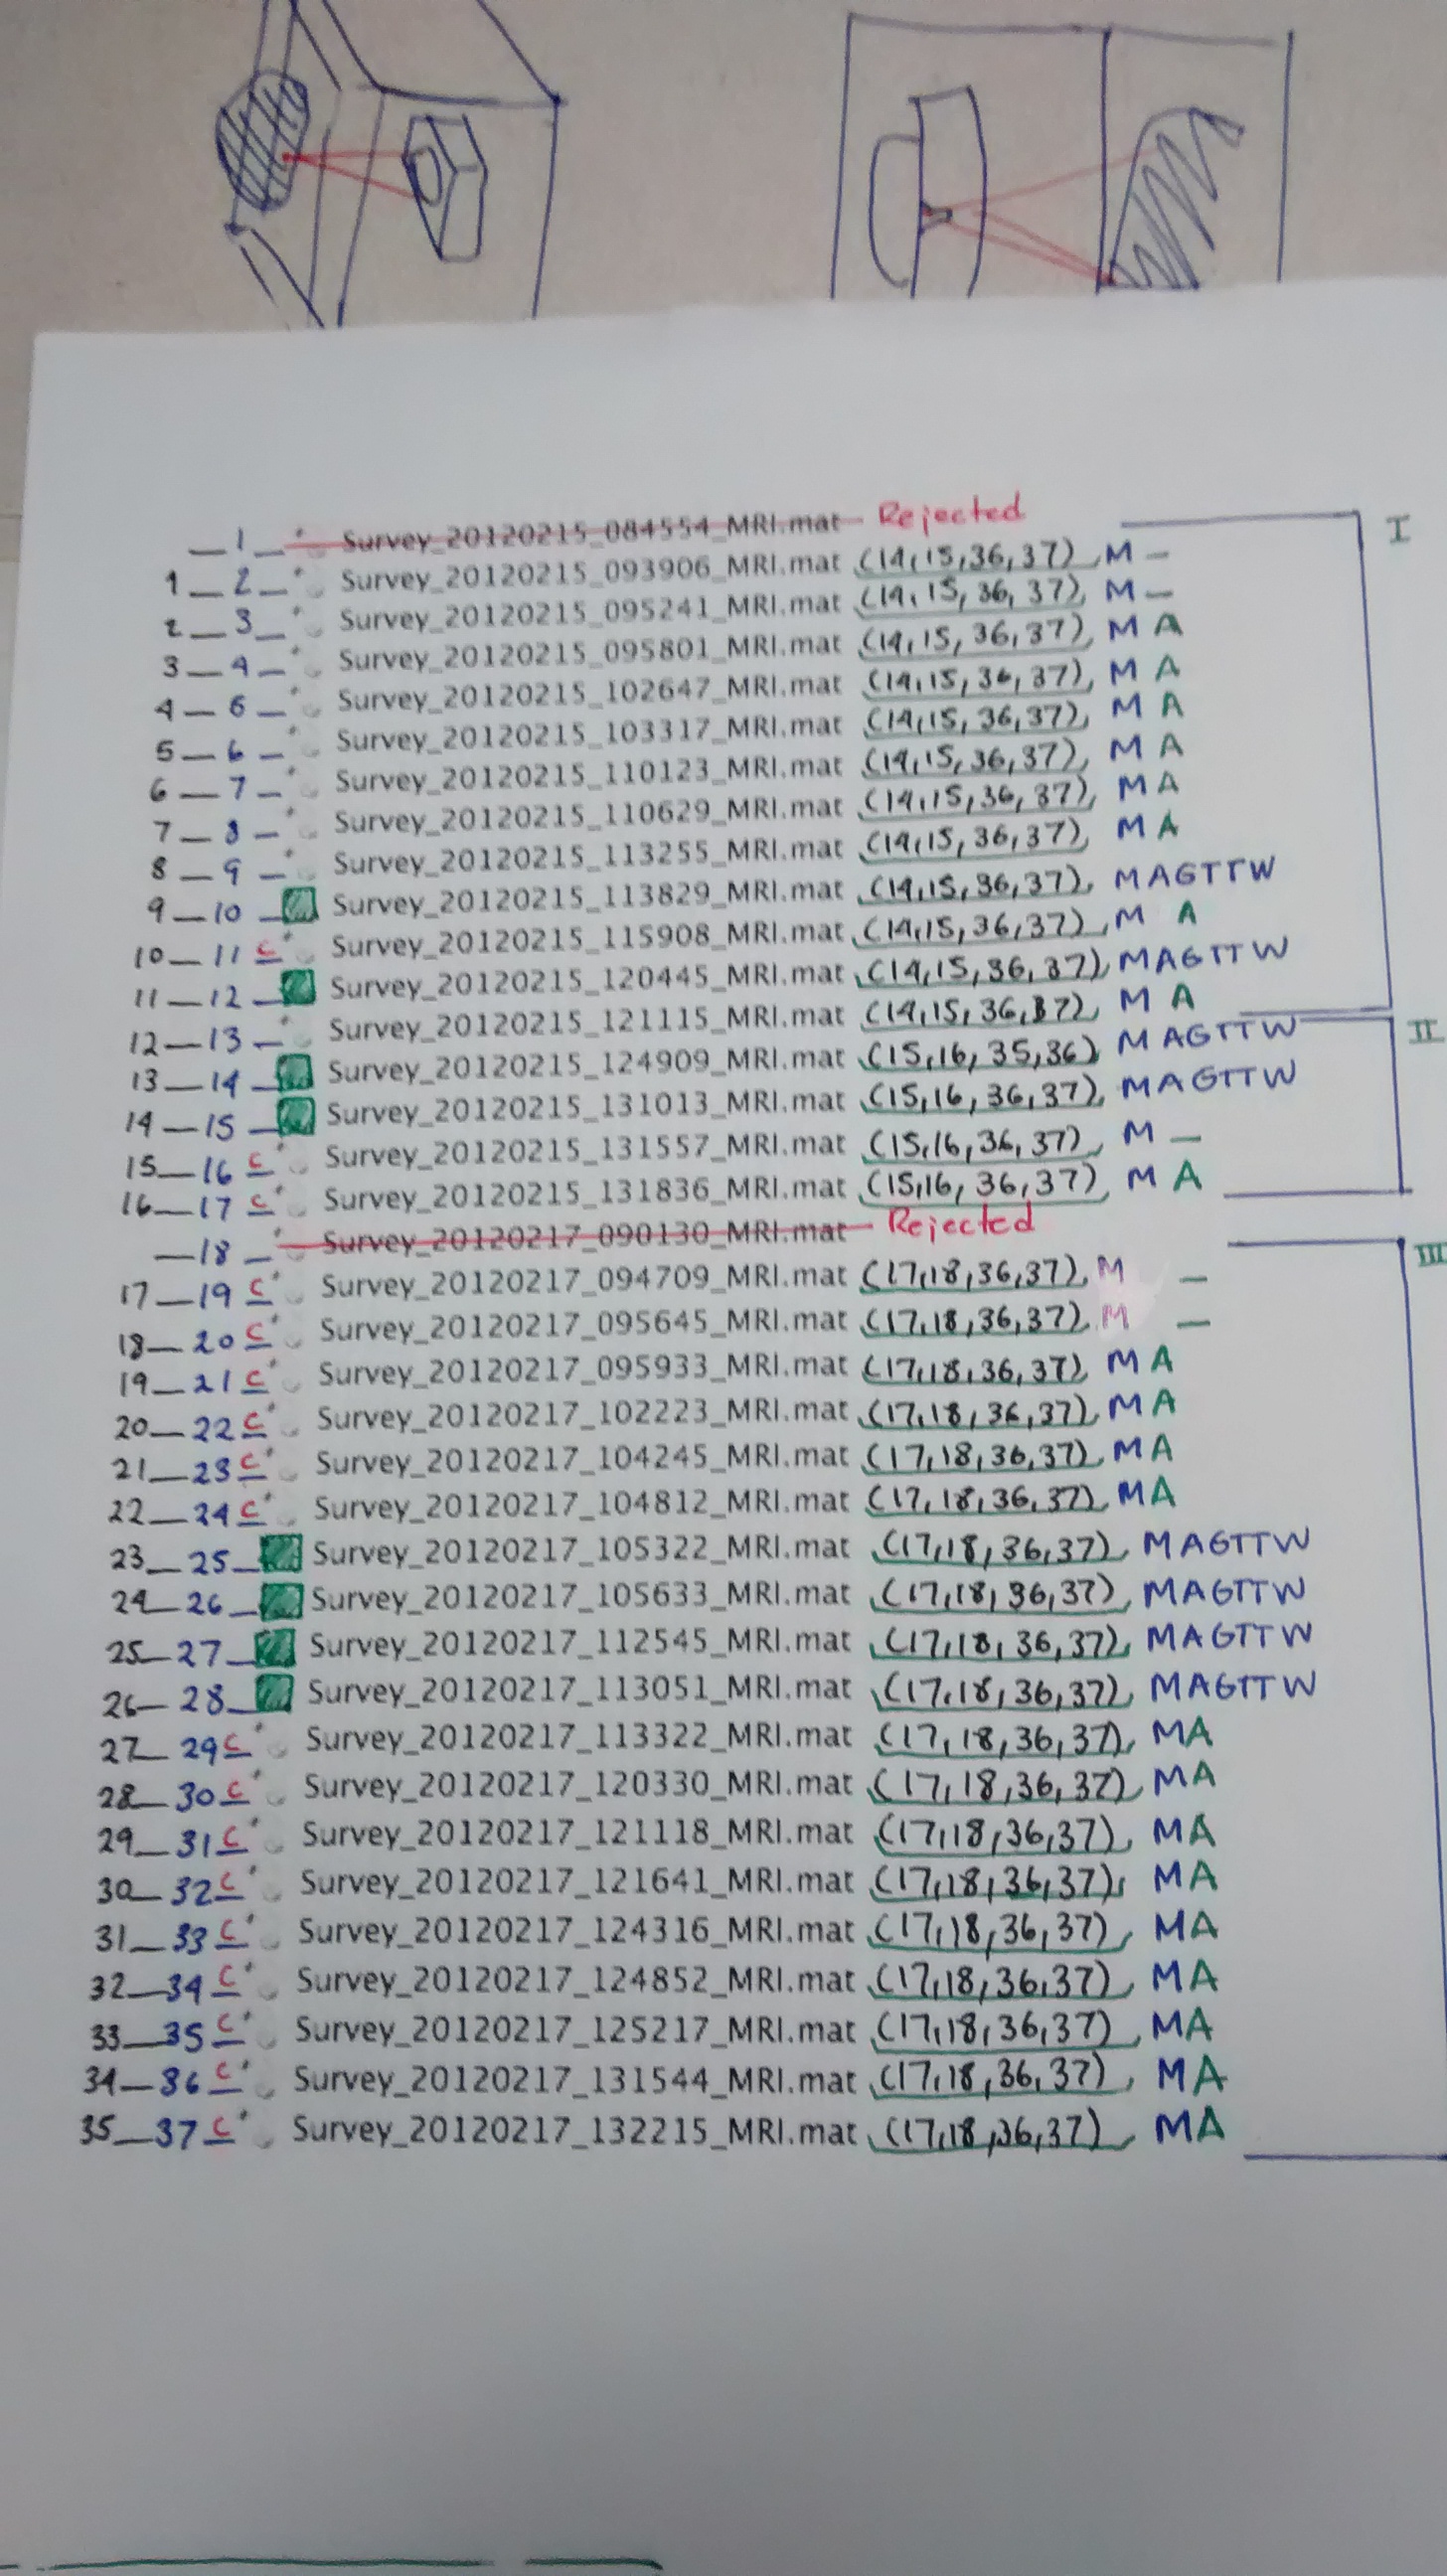 1 Survey_20120215_084554_MRI.mat Rejected
I
1 — 2 — Survey_20120215_093906_MRI.mat (14,15,36,37), M —
2 — 3 — Survey_20120215_095241_MRI.mat (14,15,36,37), M —
3 — 4 — Survey_20120215_095801_MRI.mat (14,15,36,37), M A
4 — 5 — Survey_20120215_102647_MRI.mat (14,15,36,37), M A
5 — 6 — Survey_20120215_103317_MRI.mat (14,15,36,37), M A
6 — 7 — Survey_20120215_110123_MRI.mat (14,15,36,37), M A
7 — 8 — Survey_20120215_110629_MRI.mat (14,15,36,37), M A
8 — 9 — Survey_20120215_113255_MRI.mat (14,15,36,37), M A
9 — 10 — Survey_20120215_113829_MRI.mat (14,15,36,37), MAGTTW
10 — 11 C Survey_20120215_115908_MRI.mat (14,15,36,37), M A
11 — 12 — Survey_20120215_120445_MRI.mat (14,15,36,37), MAGTTW
12 — 13 — Survey_20120215_121115_MRI.mat (14,15,36,37), M A
II
13 — 14 — Survey_20120215_124909_MRI.mat (15,16,35,36), MAGTTW
14 — 15 — Survey_20120215_131013_MRI.mat (15,16,36,37), MAGTTW
15 — 16 C Survey_20120215_131557_MRI.mat (15,16,36,37), M —
16 — 17 C Survey_20120215_131836_MRI.mat (15,16,36,37), M A
— 18 — Survey_20120217_090130_MRI.mat Rejected
III
17 — 19 C Survey_20120217_094709_MRI.mat (17,18,36,37), M —
18 — 20 C Survey_20120217_095645_MRI.mat (17,18,36,37), M —
19 — 21 C Survey_20120217_095933_MRI.mat (17,18,36,37), M A
20 — 22 C Survey_20120217_102223_MRI.mat (17,18,36,37), M A
21 — 23 C Survey_20120217_104245_MRI.mat (17,18,36,37), M A
22 — 24 C Survey_20120217_104812_MRI.mat (17,18,36,37), MA
23 — 25 — Survey_20120217_105322_MRI.mat (17,18,36,37), MAGTTW
24 — 26 — Survey_20120217_105633_MRI.mat (17,18,36,37), MAGTTW
25 — 27 — Survey_20120217_112545_MRI.mat (17,18,36,37), MAGTTW
26 — 28 — Survey_20120217_113051_MRI.mat (17,18,36,37), MAGTTW
27 — 29 C Survey_20120217_113322_MRI.mat (17,18,36,37), MA
28 — 30 C Survey_20120217_120330_MRI.mat (17,18,36,37), MA
29 — 31 C Survey_20120217_121118_MRI.mat (17,18,36,37), MA
30 — 32 C Survey_20120217_121641_MRI.mat (17,18,36,37), MA
31 — 33 C Survey_20120217_124316_MRI.mat (17,18,36,37), MA
32 — 34 C Survey_20120217_124852_MRI.mat (17,18,36,37), MA
33 — 35 C Survey_20120217_125217_MRI.mat (17,18,36,37), MA
34 — 36 C Survey_20120217_131544_MRI.mat (17,18,36,37), MA
35 — 37 C Survey_20120217_132215_MRI.mat (17,18,36,37), MA